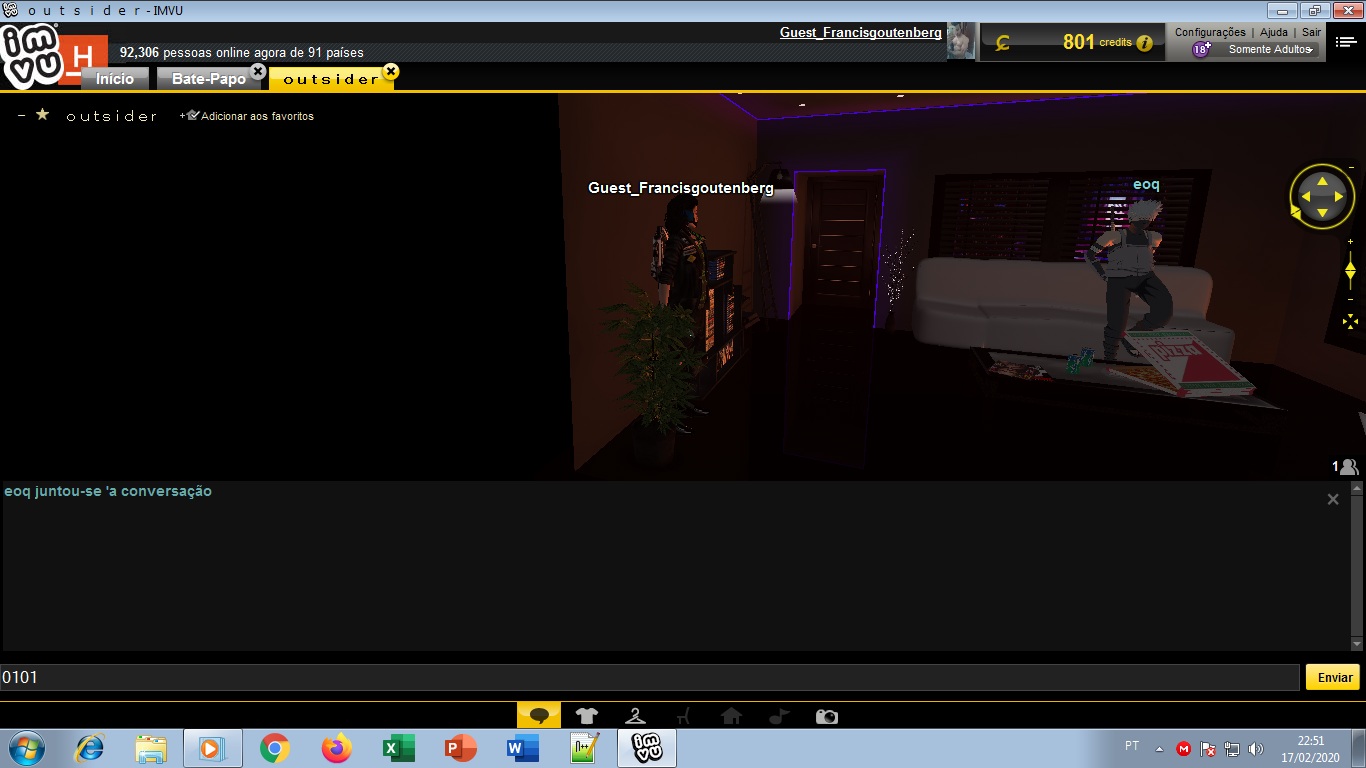 o u t s i d e r - IMVU
imvu
H
92,306 pessoas online agora de 91 países
Guest_Francisgoutenberg
801 credits
Configurações | Ajuda | Sair
18+ Somente Adultos
Início
Bate-Papo
outsider
outsider
+ Adicionar aos favoritos
Guest_Francisgoutenberg
eoq
PIZZA
1
eoq juntou-se 'a conversação
0101
Enviar
PT
22:51
17/02/2020